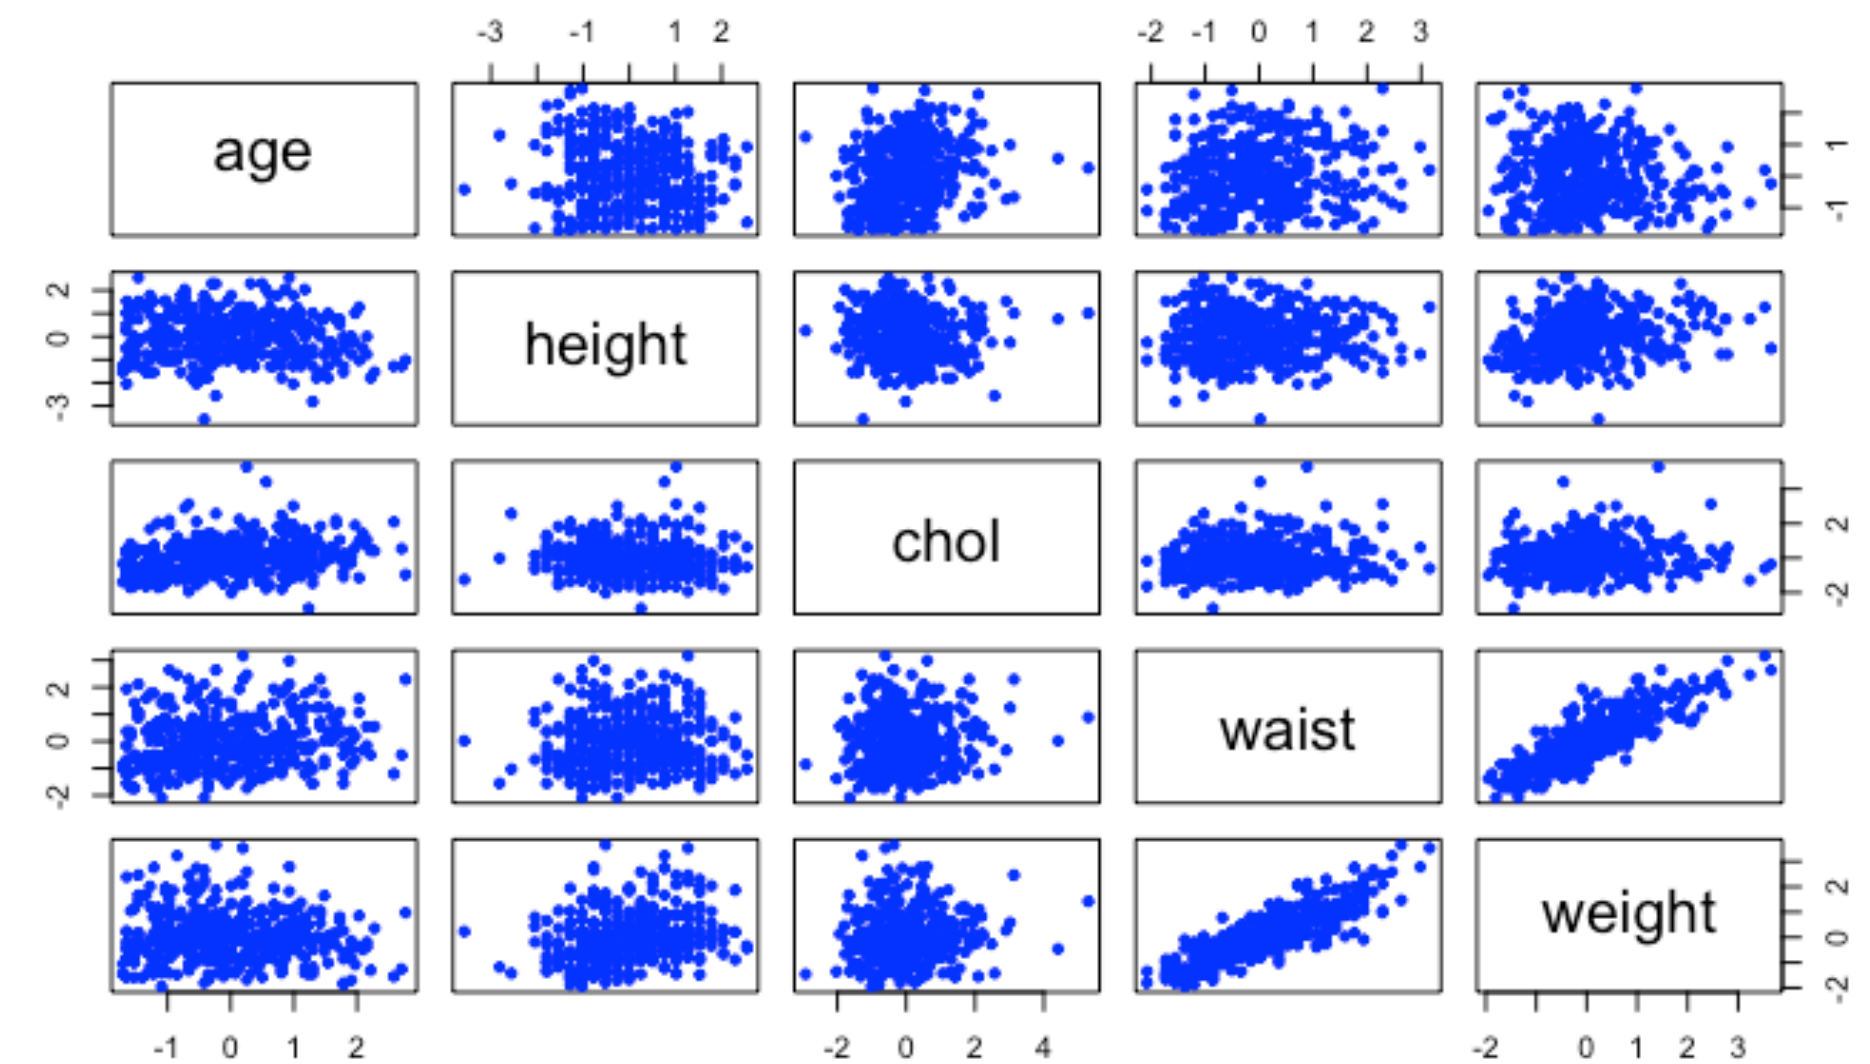 -3 -1 1 2 -2 -1 0 1 2 3
age 1 -1
2 0 -3 height
chol 2 -2
2 0 -2 waist
weight 2 0 -2
-1 0 1 2 -2 0 2 4 -2 0 1 2 3